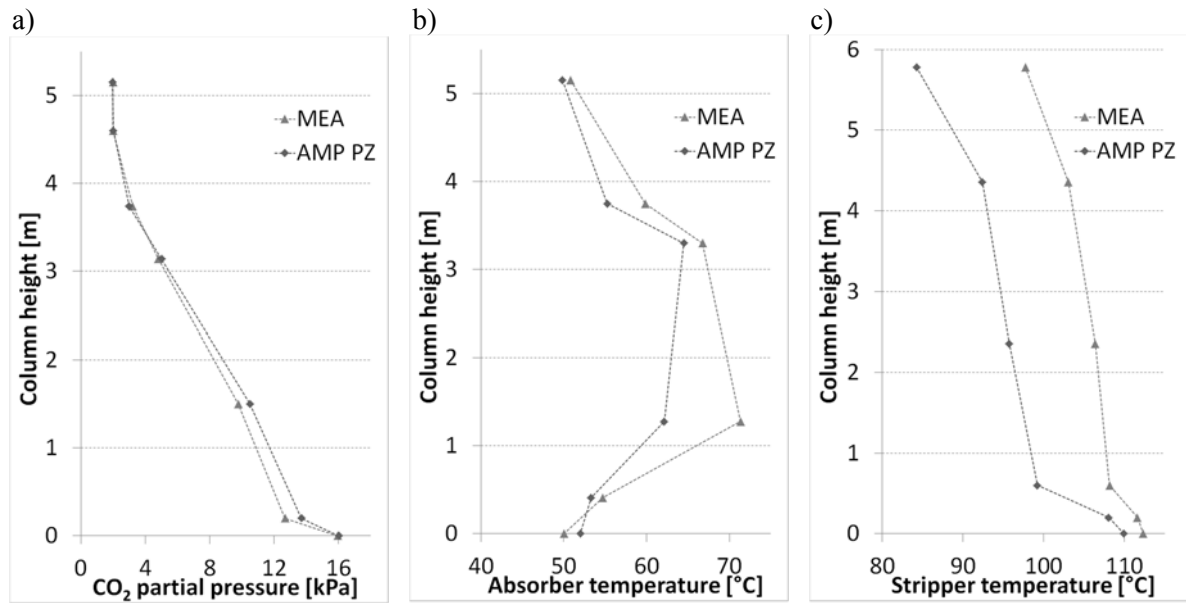 a)
5
4
3
2
1
0
0
4
8
12
16
Column height [m]
CO₂ partial pressure [kPa]
MEA
AMP PZ
b)
5
4
3
2
1
0
40
50
60
70
Column height [m]
Absorber temperature [°C]
MEA
AMP PZ
c)
6
5
4
3
2
1
0
80
90
100
110
Column height [m]
Stripper temperature [°C]
MEA
AMP PZ